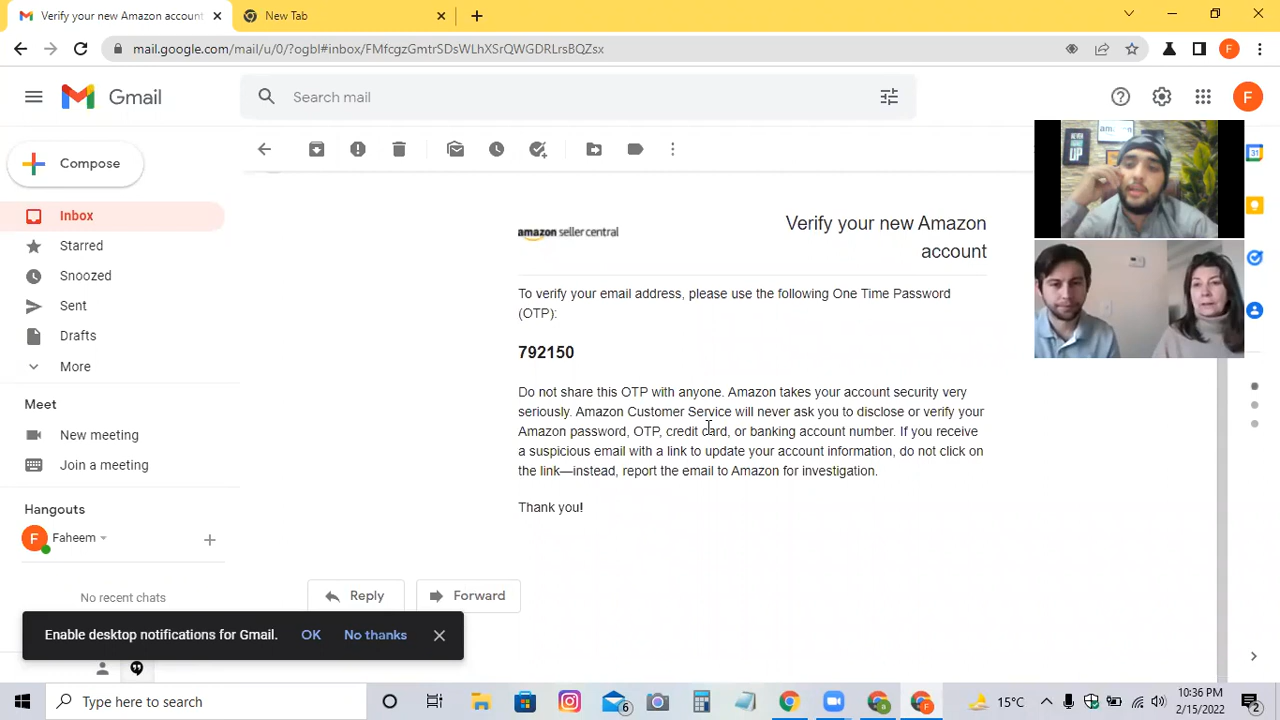 Verify your new Amazon account
New Tab
mail.google.com/mail/u/0/?ogbl#inbox/FMfcgzGmtrSDsWLhXSrQWGDRLrsBQZsx
F
Gmail
Search mail
F
Compose
Inbox
Starred
Snoozed
Sent
Drafts
More
Meet
New meeting
Join a meeting
Hangouts
F
Faheem
No recent chats
amazon seller central
Verify your new Amazon
account
To verify your email address, please use the following One Time Password
(OTP):
792150
Do not share this OTP with anyone. Amazon takes your account security very
seriously. Amazon Customer Service will never ask you to disclose or verify your
Amazon password, OTP, credit card, or banking account number. If you receive
a suspicious email with a link to update your account information, do not click on
the link—instead, report the email to Amazon for investigation.
Thank you!
Reply
Forward
amazon
UP
31
Enable desktop notifications for Gmail.
OK
No thanks
Type here to search
6
a
F
15°C
10:36 PM
2/15/2022
2